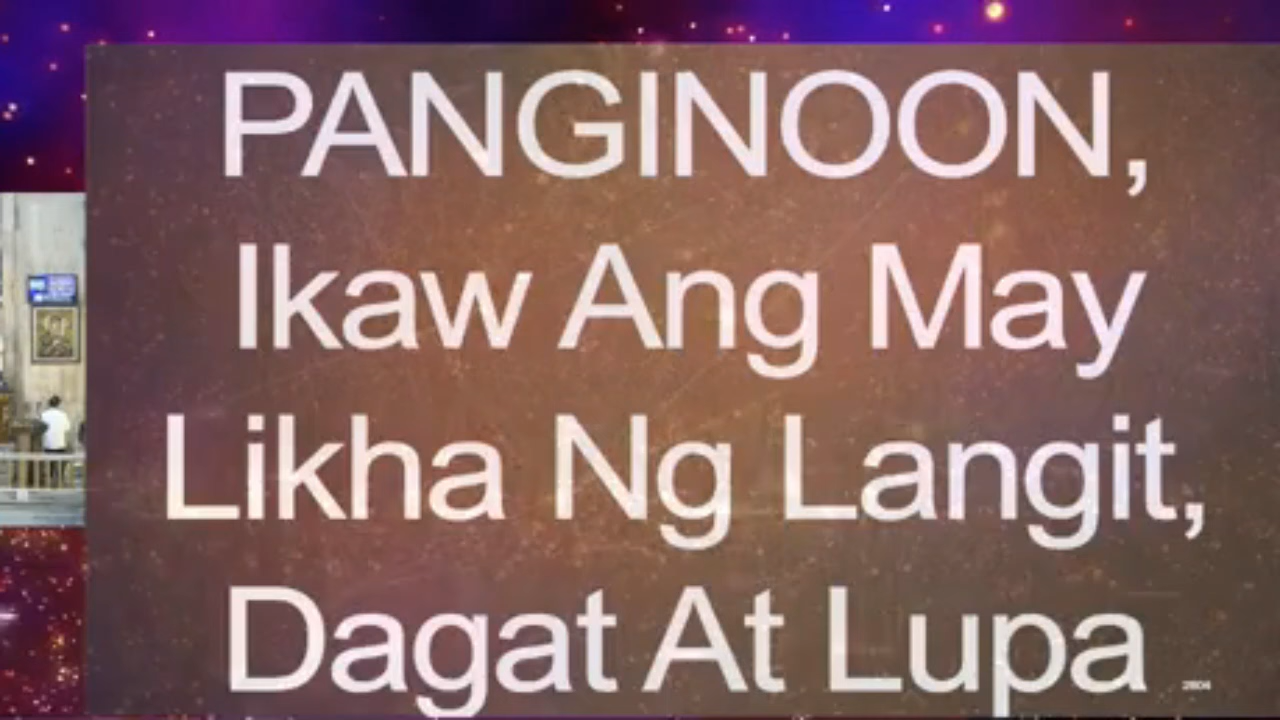 PANGINOON,
Ikaw Ang May
Likha Ng Langit,
Dagat At Lupa